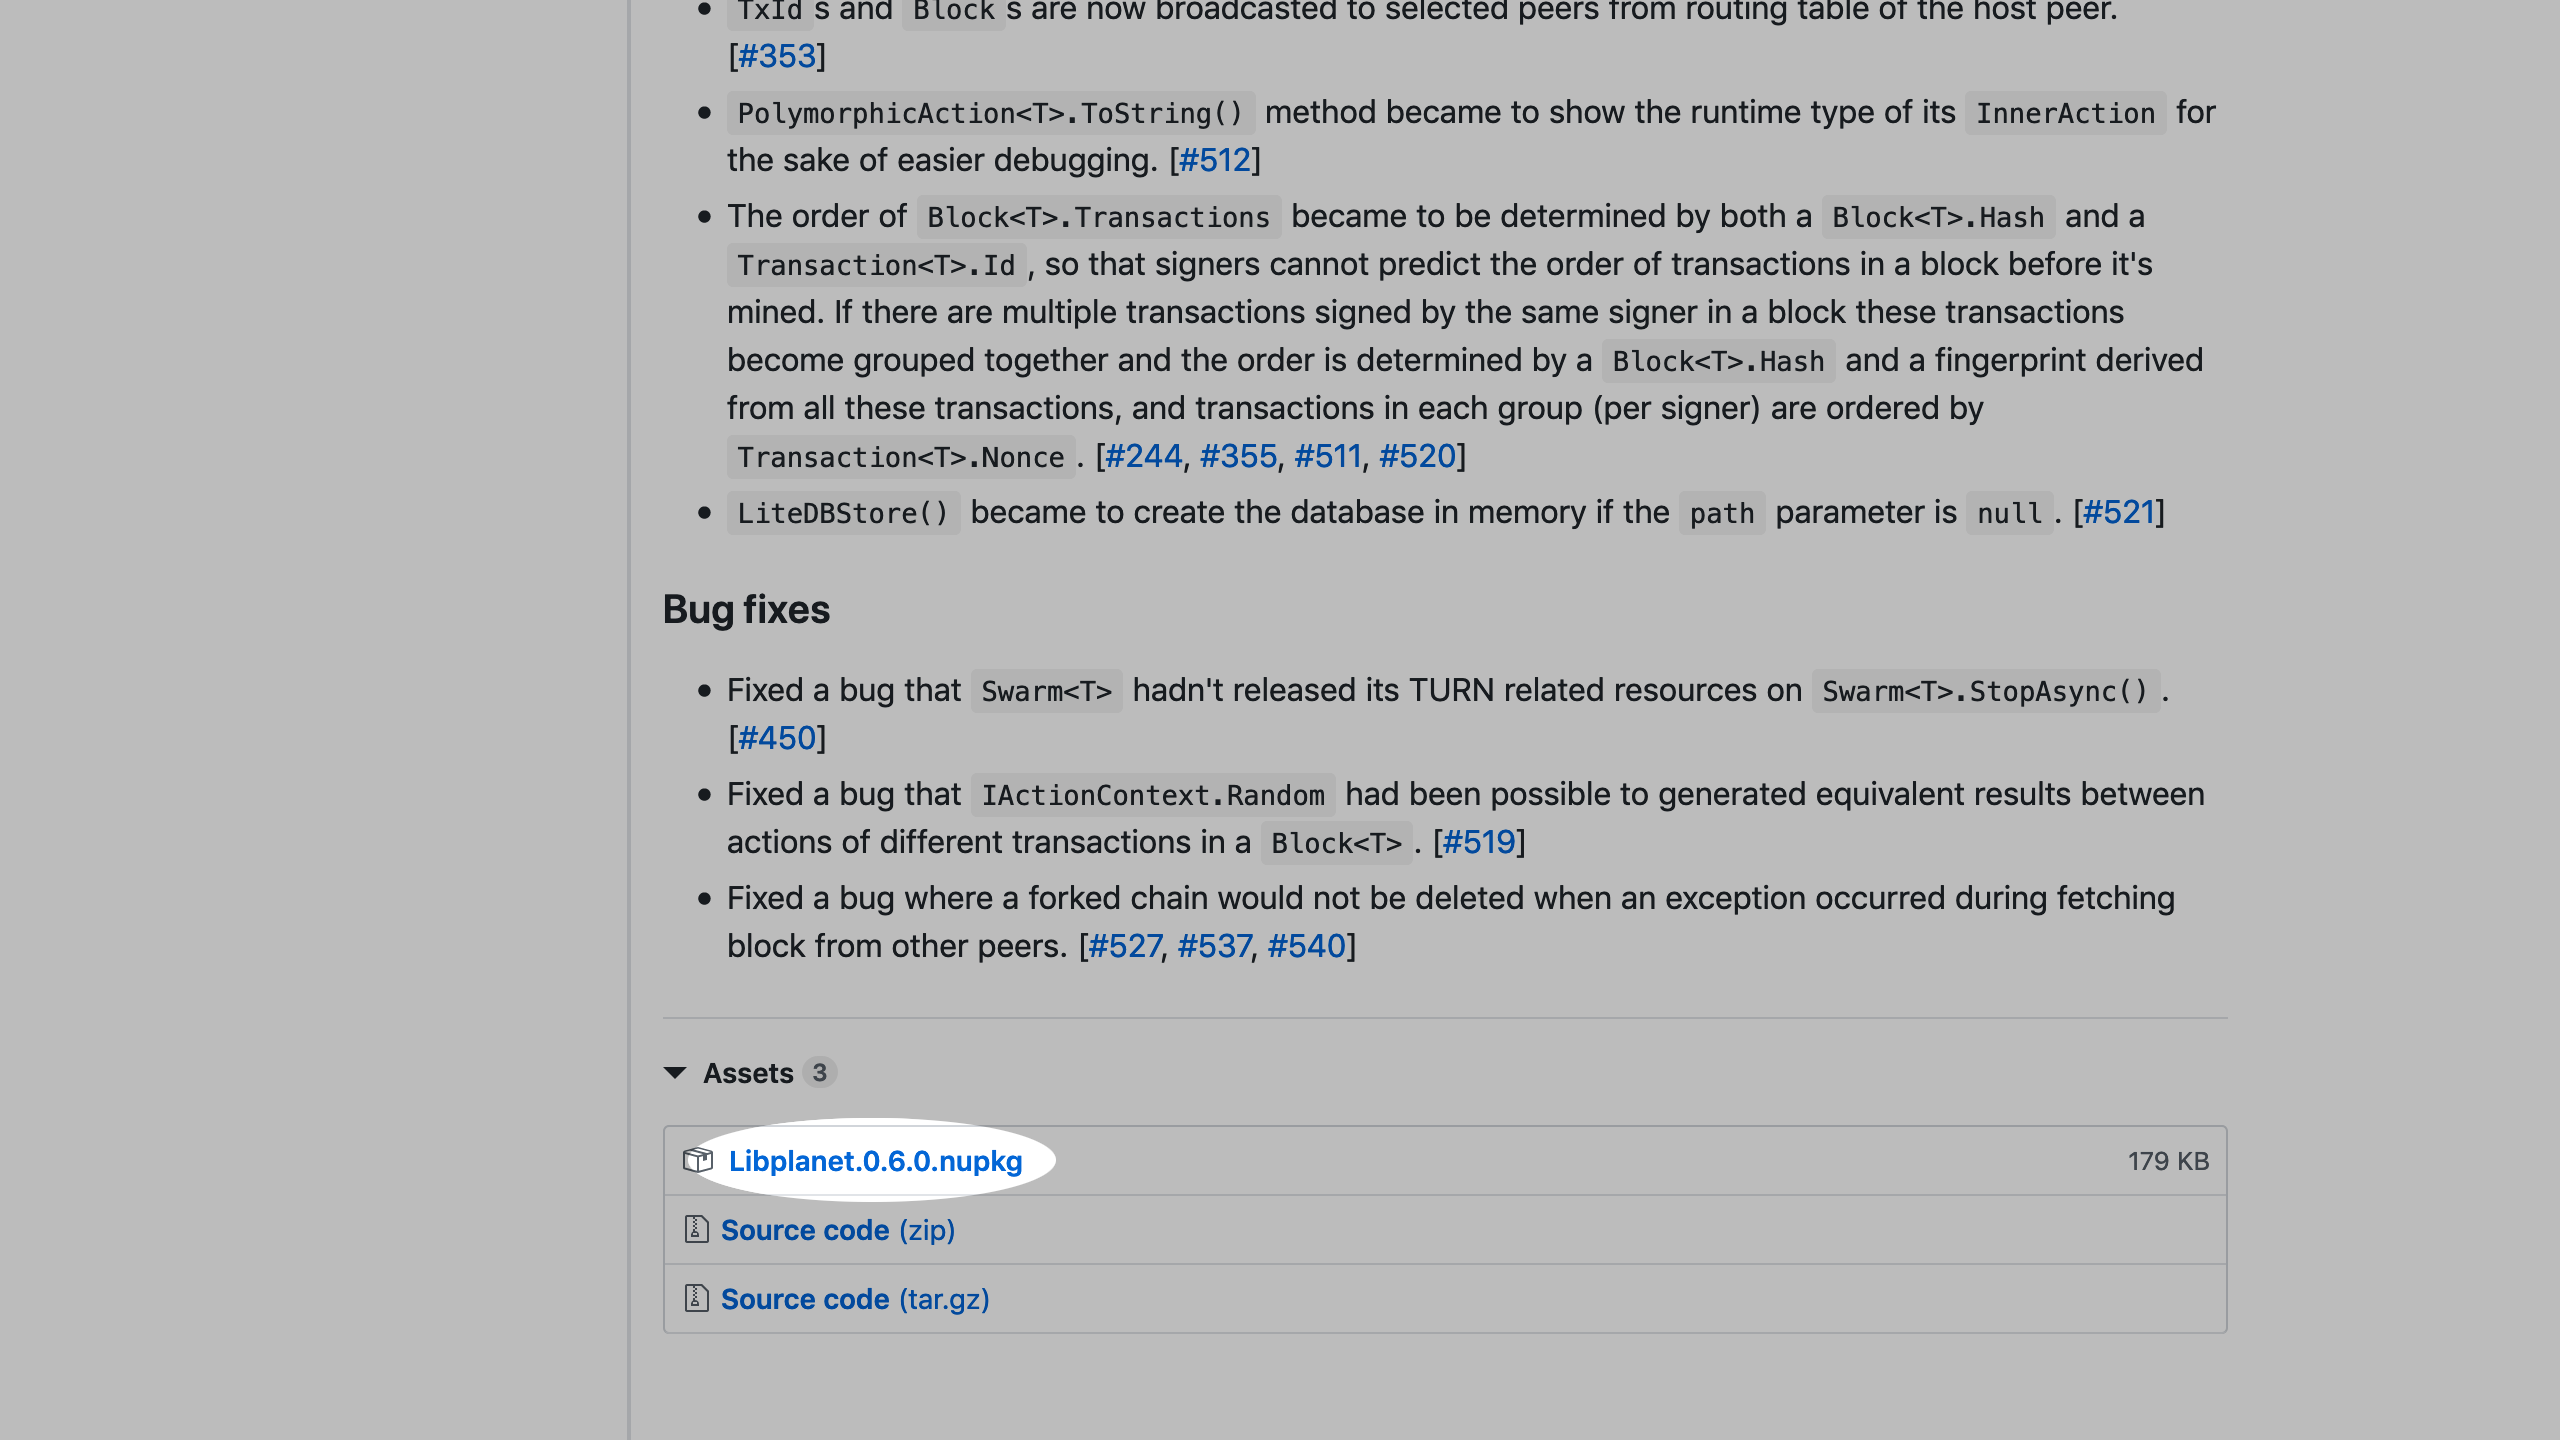 TxId s and Block s are now broadcasted to selected peers from routing table of the host peer.
[#353]
PolymorphicAction<T>.ToString() method became to show the runtime type of its InnerAction for
the sake of easier debugging. [#512]
The order of Block<T>.Transactions became to be determined by both a Block<T>.Hash and a
Transaction<T>.Id , so that signers cannot predict the order of transactions in a block before it's
mined. If there are multiple transactions signed by the same signer in a block these transactions
become grouped together and the order is determined by a Block<T>.Hash and a fingerprint derived
from all these transactions, and transactions in each group (per signer) are ordered by
Transaction<T>.Nonce . [#244, #355, #511, #520]
LiteDBStore() became to create the database in memory if the path parameter is null . [#521]
Bug fixes
Fixed a bug that Swarm<T> hadn't released its TURN related resources on Swarm<T>.StopAsync() .
[#450]
Fixed a bug that IActionContext.Random had been possible to generated equivalent results between
actions of different transactions in a Block<T> . [#519]
Fixed a bug where a forked chain would not be deleted when an exception occurred during fetching
block from other peers. [#527, #537, #540]
Assets 3
Libplanet.0.6.0.nupkg 179 KB
Source code (zip)
Source code (tar.gz)